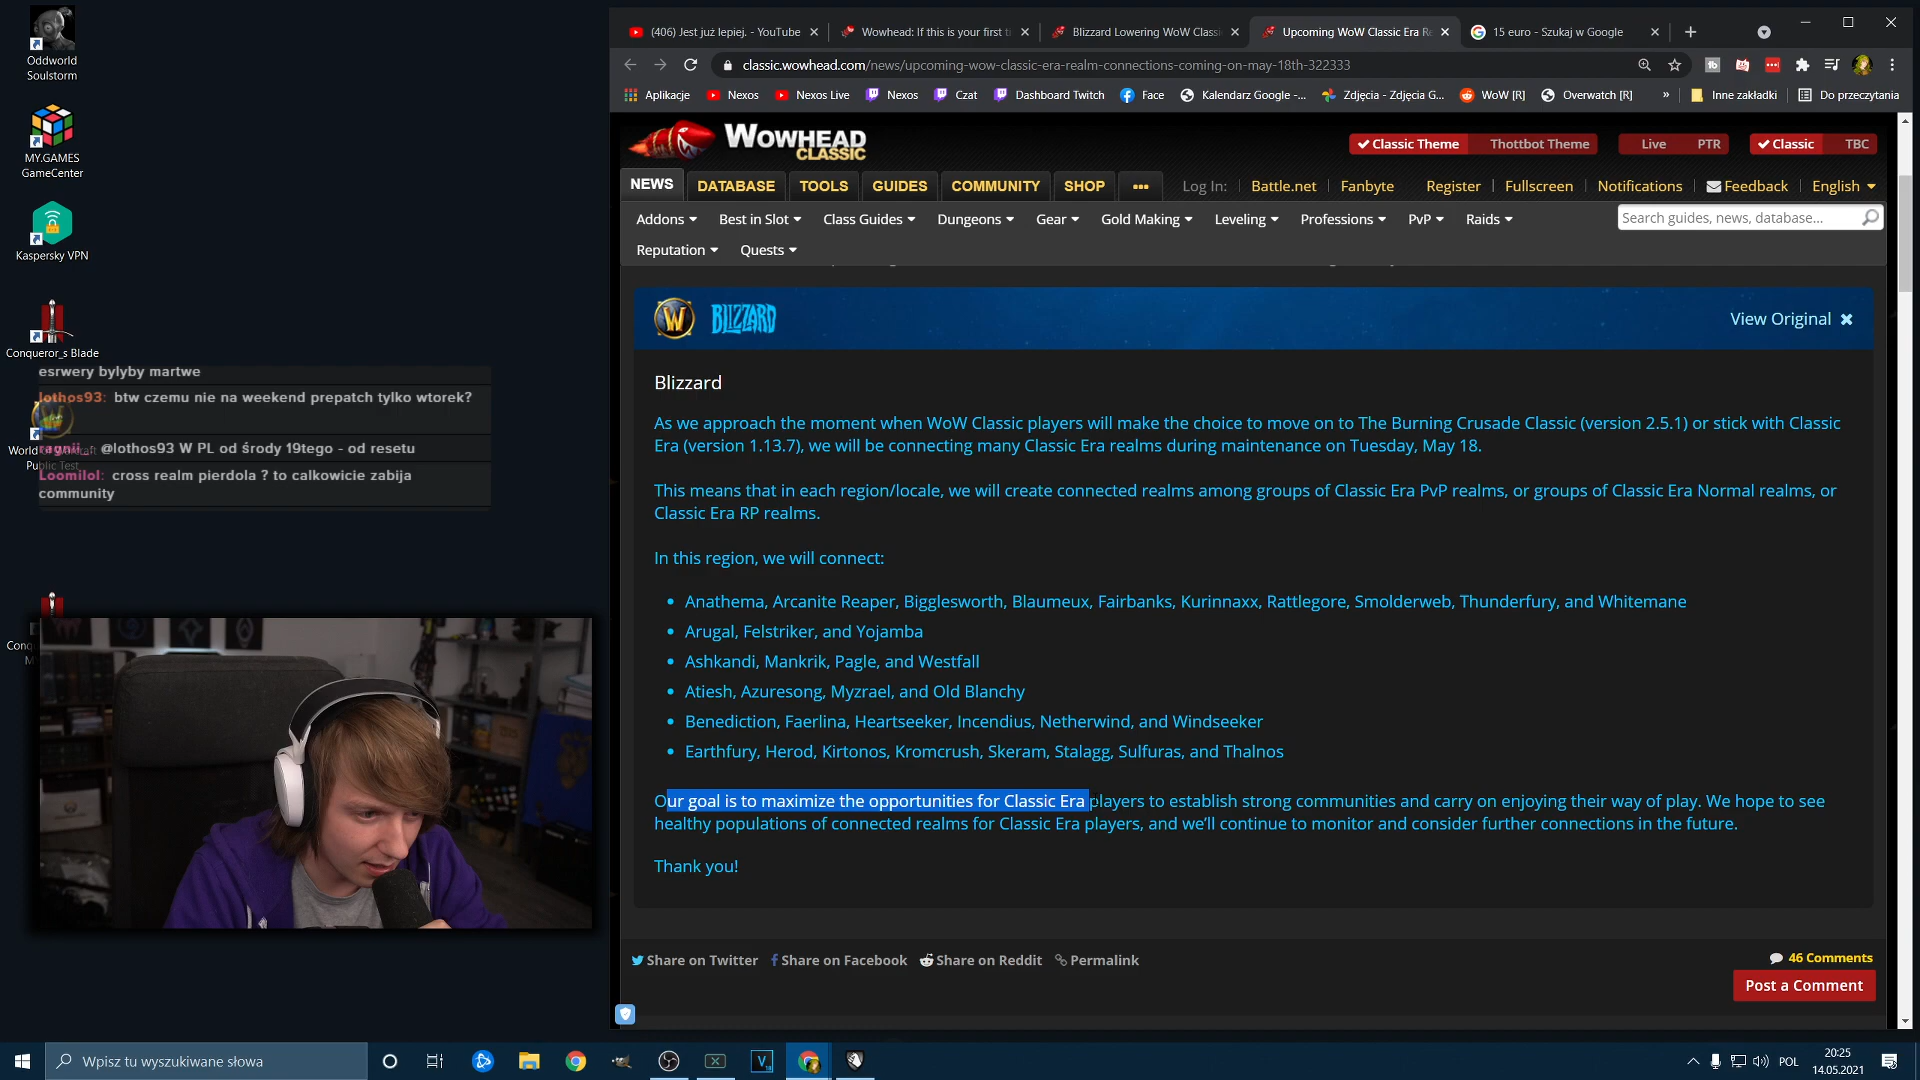 Oddworld
Soulstorm
MY.GAMES
GameCenter
Kaspersky VPN
Conqueror_s Blade
esrwery bylyby martwe
lothos93: btw czemu nie na weekend prepatch tylko wtorek?
@lothos93 W PL od środy 19tego - od resetu
Loomilol: cross realm pierdola ? to calkowicie zabija
community
(406) Jest już lepiej. - YouTube
Wowhead: If this is your first t
Blizzard Lowering WoW Classi
Upcoming WoW Classic Era Re
15 euro - Szukaj w Google
classic.wowhead.com/news/upcoming-wow-classic-era-realm-connections-coming-on-may-18th-322333
Aplikacje Nexos Nexos Live Nexos Czat Dashboard Twitch Face Kalendarz Google -... Zdjęcia - Zdjęcia G... WoW [R] Overwatch [R] » Inne zakładki Do przeczytania
WOWHEAD
CLASSIC
Classic Theme Thottbot Theme Live PTR Classic TBC
NEWS DATABASE TOOLS GUIDES COMMUNITY SHOP ••• Log In: Battle.net Fanbyte Register Fullscreen Notifications Feedback English
Addons Best in Slot Class Guides Dungeons Gear Gold Making Leveling Professions PvP Raids
Search guides, news, database...
Reputation Quests
W BLIZZARD View Original ✖
Blizzard
As we approach the moment when WoW Classic players will make the choice to move on to The Burning Crusade Classic (version 2.5.1) or stick with Classic
Era (version 1.13.7), we will be connecting many Classic Era realms during maintenance on Tuesday, May 18.
This means that in each region/locale, we will create connected realms among groups of Classic Era PvP realms, or groups of Classic Era Normal realms, or
Classic Era RP realms.
In this region, we will connect:
• Anathema, Arcanite Reaper, Bigglesworth, Blaumeux, Fairbanks, Kurinnaxx, Rattlegore, Smolderweb, Thunderfury, and Whitemane
• Arugal, Felstriker, and Yojamba
• Ashkandi, Mankrik, Pagle, and Westfall
• Atiesh, Azuresong, Myzrael, and Old Blanchy
• Benediction, Faerlina, Heartseeker, Incendius, Netherwind, and Windseeker
• Earthfury, Herod, Kirtonos, Kromcrush, Skeram, Stalagg, Sulfuras, and Thalnos
Our goal is to maximize the opportunities for Classic Era players to establish strong communities and carry on enjoying their way of play. We hope to see
healthy populations of connected realms for Classic Era players, and we'll continue to monitor and consider further connections in the future.
Thank you!
Share on Twitter Share on Facebook Share on Reddit Permalink
46 Comments
Post a Comment
Wpisz tu wyszukiwane słowa
POL
20:25
14.05.2021